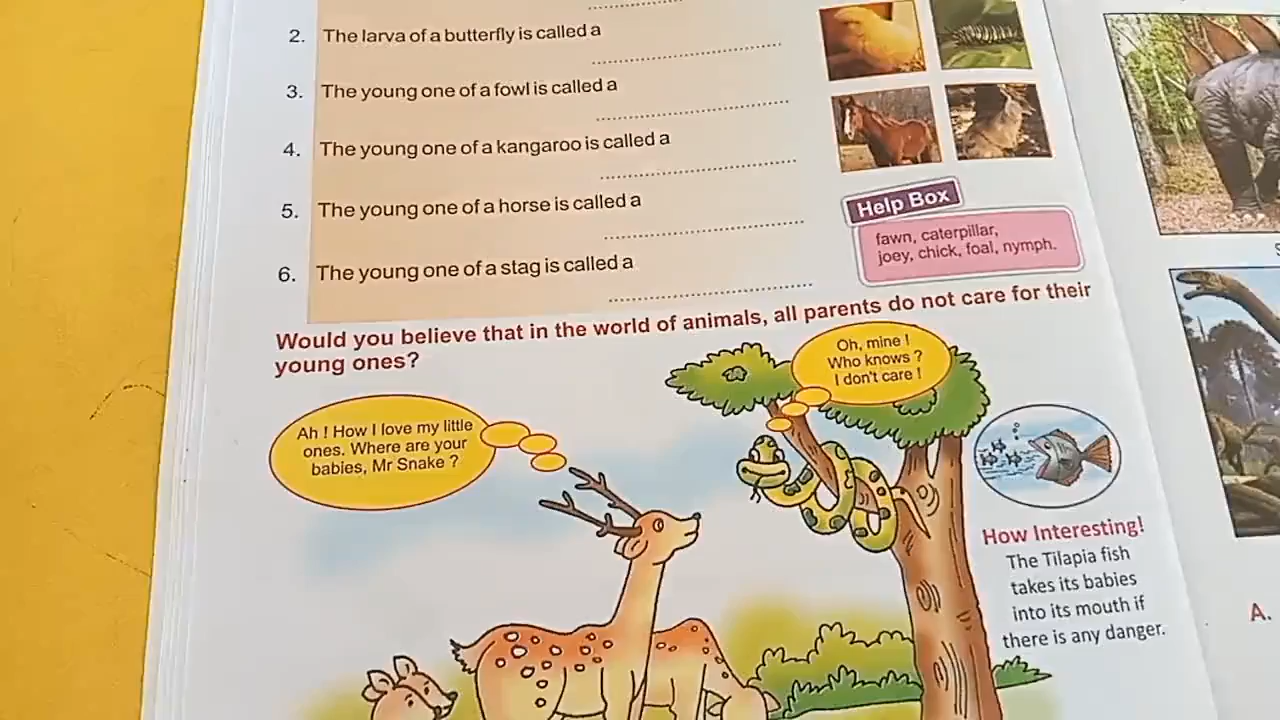 2. The larva of a butterfly is called a
3. The young one of a fowl is called a
4. The young one of a kangaroo is called a
5. The young one of a horse is called a
6. The young one of a stag is called a
Help Box
fawn, caterpillar,
joey, chick, foal, nymph.
Would you believe that in the world of animals, all parents do not care for their
young ones?
Ah ! How I love my little
ones. Where are your
babies, Mr Snake ?
Oh, mine !
Who knows ?
I don't care !
How Interesting!
The Tilapia fish
takes its babies
into its mouth if
there is any danger.
A.